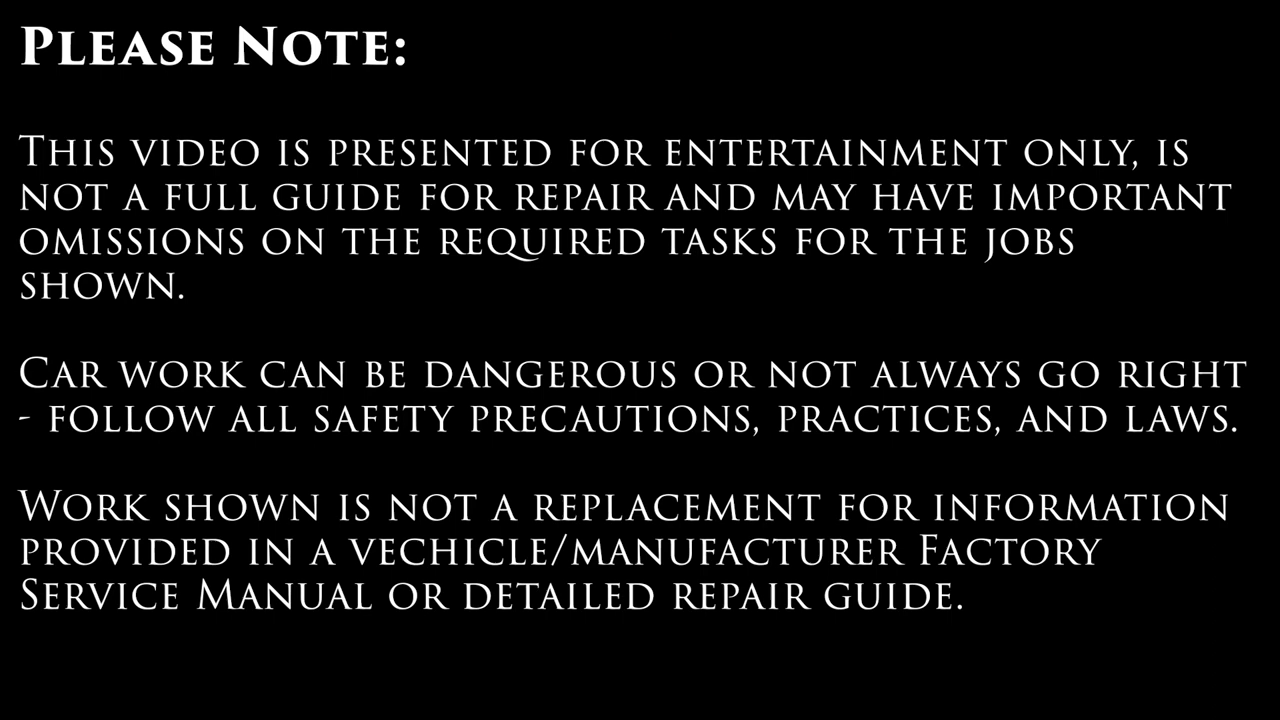 Please Note:
This video is presented for entertainment only, is
not a full guide for repair and may have important
omissions on the required tasks for the jobs
shown.
Car work can be dangerous or not always go right
- follow all safety precautions, practices, and laws.
Work shown is not a replacement for information
provided in a vechicle/manufacturer Factory
Service Manual or detailed repair guide.